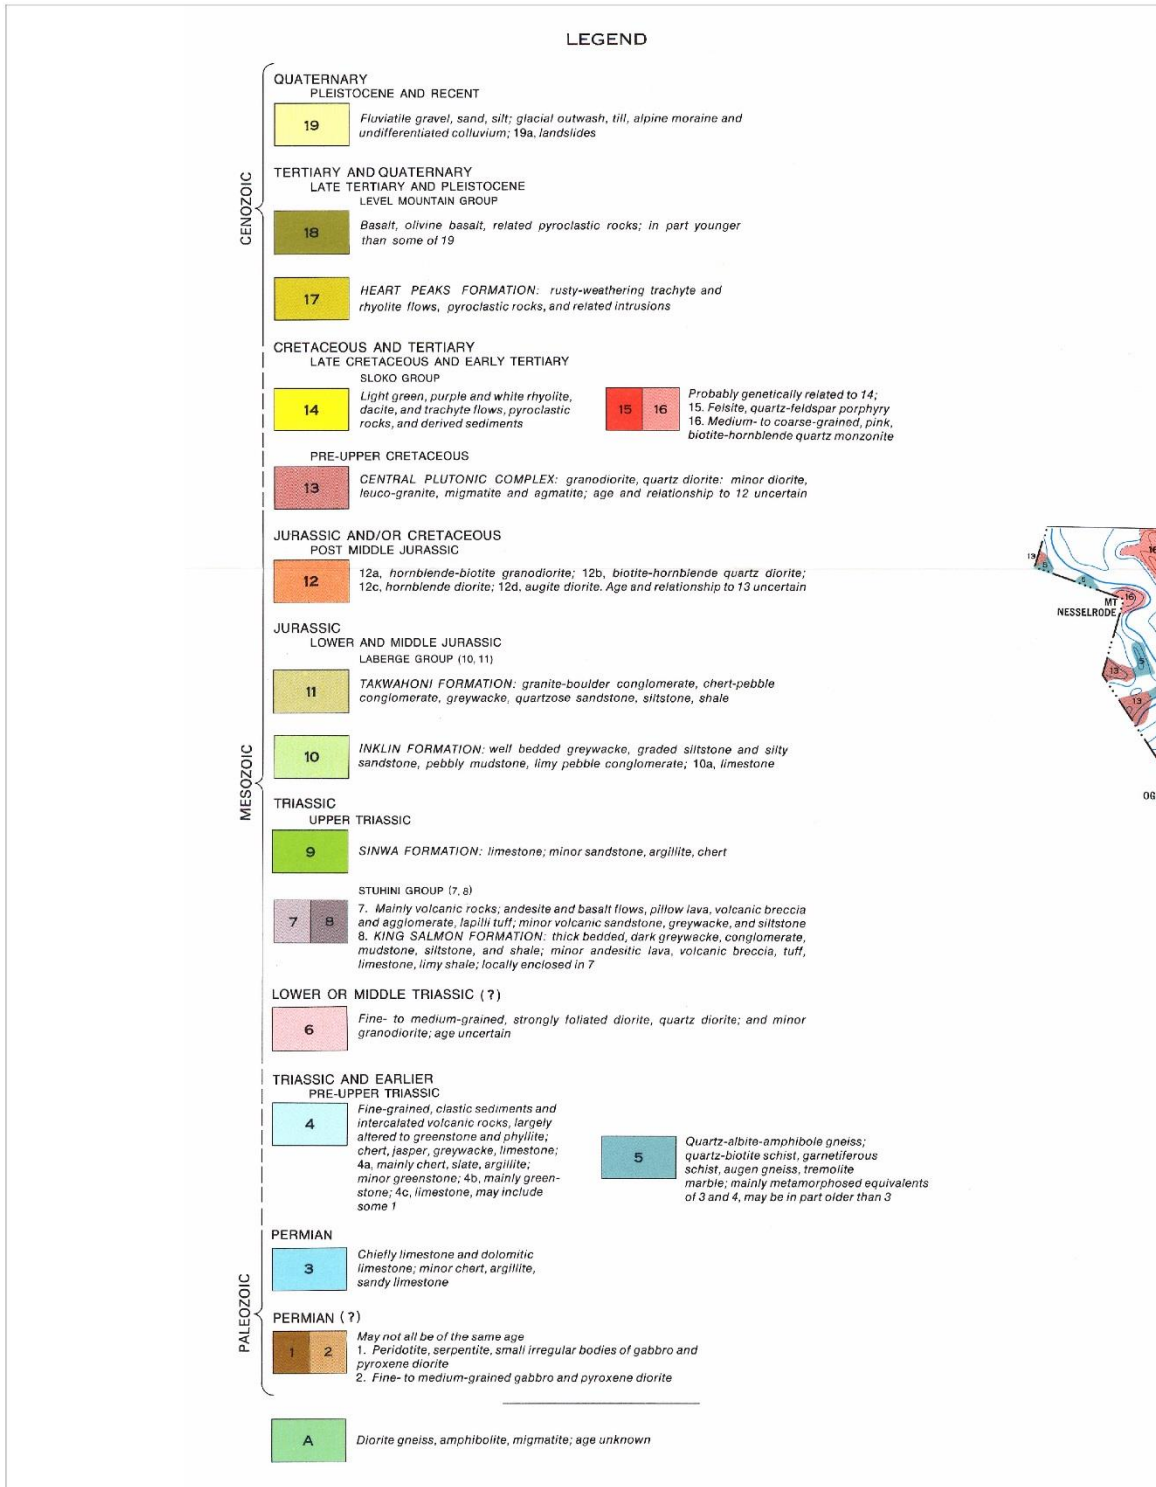 LEGEND
QUATERNARY
PLEISTOCENE AND RECENT
19
Fluviatile gravel, sand, silt; glacial outwash, till, alpine moraine and
undifferentiated colluvium; 19a, landslides
CENOZOIC
TERTIARY AND QUATERNARY
LATE TERTIARY AND PLEISTOCENE
LEVEL MOUNTAIN GROUP
18
Basalt, olivine basalt, related pyroclastic rocks; in part younger
than some of 19
17
HEART PEAKS FORMATION: rusty-weathering trachyte and
rhyolite flows, pyroclastic rocks, and related intrusions
CRETACEOUS AND TERTIARY
LATE CRETACEOUS AND EARLY TERTIARY
SLOKO GROUP
14
Light green, purple and white rhyolite,
dacite, and trachyte flows, pyroclastic
rocks, and derived sediments
15 16
Probably genetically related to 14;
15. Felsite, quartz-feldspar porphyry
16. Medium- to coarse-grained, pink,
biotite-hornblende quartz monzonite
PRE-UPPER CRETACEOUS
13
CENTRAL PLUTONIC COMPLEX: granodiorite, quartz diorite: minor diorite,
leuco-granite, migmatite and agmatite; age and relationship to 12 uncertain
JURASSIC AND/OR CRETACEOUS
POST MIDDLE JURASSIC
12
12a, hornblende-biotite granodiorite; 12b, biotite-hornblende quartz diorite;
12c, hornblende diorite; 12d, augite diorite. Age and relationship to 13 uncertain
JURASSIC
LOWER AND MIDDLE JURASSIC
LABERGE GROUP (10, 11)
11
TAKWAHONI FORMATION: granite-boulder conglomerate, chert-pebble
conglomerate, greywacke, quartzose sandstone, siltstone, shale
MESOZOIC
10
INKLIN FORMATION: well bedded greywacke, graded siltstone and silty
sandstone, pebbly mudstone, limy pebble conglomerate; 10a, limestone
TRIASSIC
UPPER TRIASSIC
9
SINWA FORMATION: limestone; minor sandstone, argillite, chert
STUHINI GROUP (7, 8)
7 8
7. Mainly volcanic rocks; andesite and basalt flows, pillow lava, volcanic breccia
and agglomerate, lapilli tuff; minor volcanic sandstone, greywacke, and siltstone
8. KING SALMON FORMATION: thick bedded, dark greywacke, conglomerate,
mudstone, siltstone, and shale; minor andesitic lava, volcanic breccia, tuff,
limestone, limy shale; locally enclosed in 7
LOWER OR MIDDLE TRIASSIC (?)
6
Fine- to medium-grained, strongly foliated diorite, quartz diorite; and minor
granodiorite; age uncertain
TRIASSIC AND EARLIER
PRE-UPPER TRIASSIC
4
Fine-grained, clastic sediments and
intercalated volcanic rocks, largely
altered to greenstone and phyllite;
chert, jasper, greywacke, limestone;
4a, mainly chert, slate, argillite;
minor greenstone; 4b, mainly green-
stone; 4c, limestone, may include
some 1
5
Quartz-albite-amphibole gneiss;
quartz-biotite schist, garnetiferous
schist, augen gneiss, tremolite
marble; mainly metamorphosed equivalents
of 3 and 4, may be in part older than 3
PALEOZOIC
PERMIAN
3
Chiefly limestone and dolomitic
limestone; minor chert, argillite,
sandy limestone
PERMIAN (?)
1 2
May not all be of the same age
1. Peridotite, serpentite, small irregular bodies of gabbro and
pyroxene diorite
2. Fine- to medium-grained gabbro and pyroxene diorite
A
Diorite gneiss, amphibolite, migmatite; age unknown
13
5
16
16
MT
NESSELRODE
5
13
13
OG